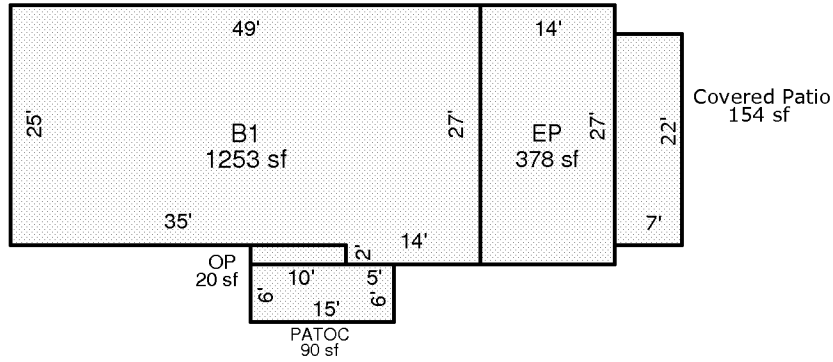 49'
14'
25'
B1
1253 sf
27'
EP
378 sf
27'
22'
Covered Patio
154 sf
35'
14'
7'
OP
20 sf
2'
10'
5'
6'
6'
15'
PATOC
90 sf